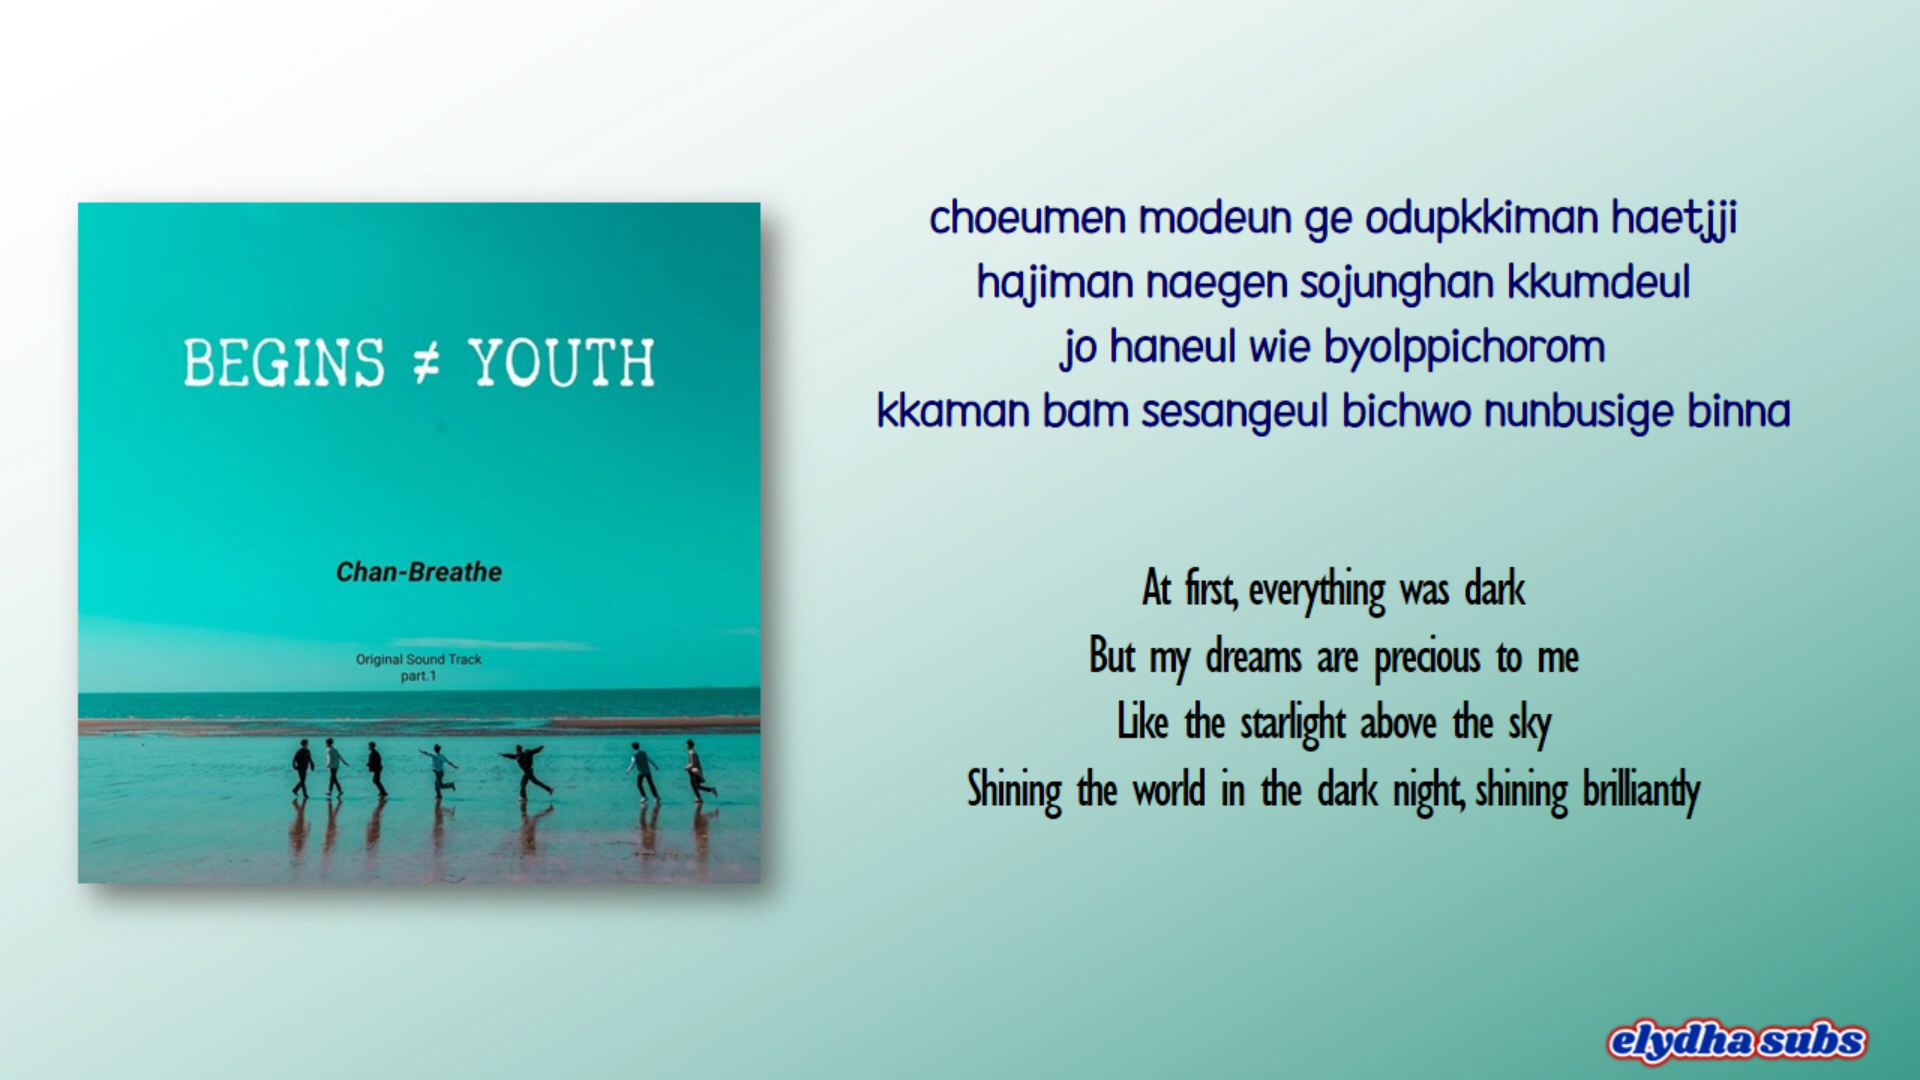 BEGINS ≠ YOUTH
Chan-Breathe
Original Sound Track
part.1
choeumen modeun ge odupkkiman haetjji
hajiman naegen sojunghan kkumdeul
jo haneul wie byolppichorom
kkaman bam sesangeul bichwo nunbusige binna
At first, everything was dark
But my dreams are precious to me
Like the starlight above the sky
Shining the world in the dark night, shining brilliantly
elydha subs